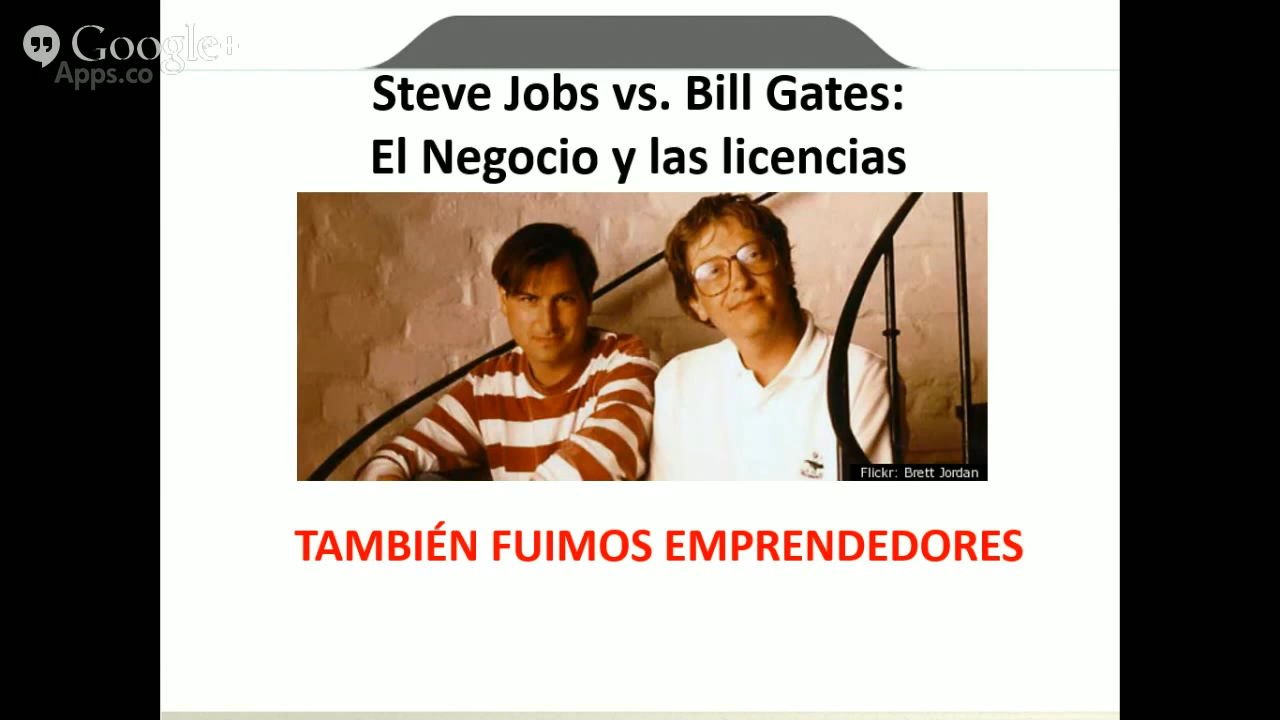 Google+
Apps.co
Steve Jobs vs. Bill Gates:
El Negocio y las licencias
Flickr: Brett Jordan
TAMBIÉN FUIMOS EMPRENDEDORES